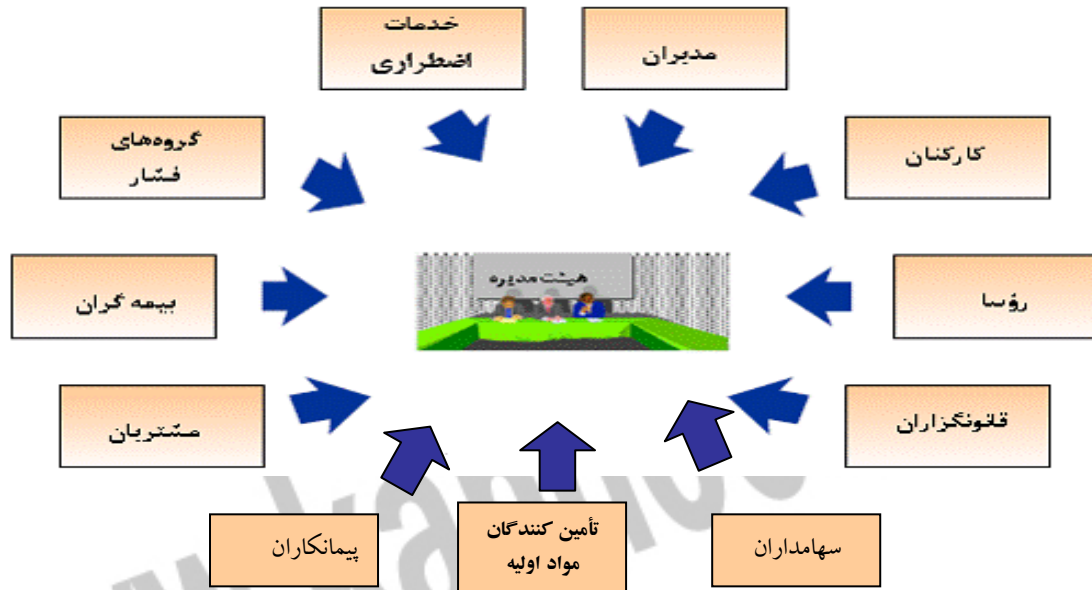 خدمات
اضطراری
مدیران
گروه‌های
فشار
کارکنان
هیئت مدیره
بیمه گران
رؤسا
مشتریان
قانونگزاران
پیمانکاران
تأمین کنندگان
مواد اولیه
سهامداران